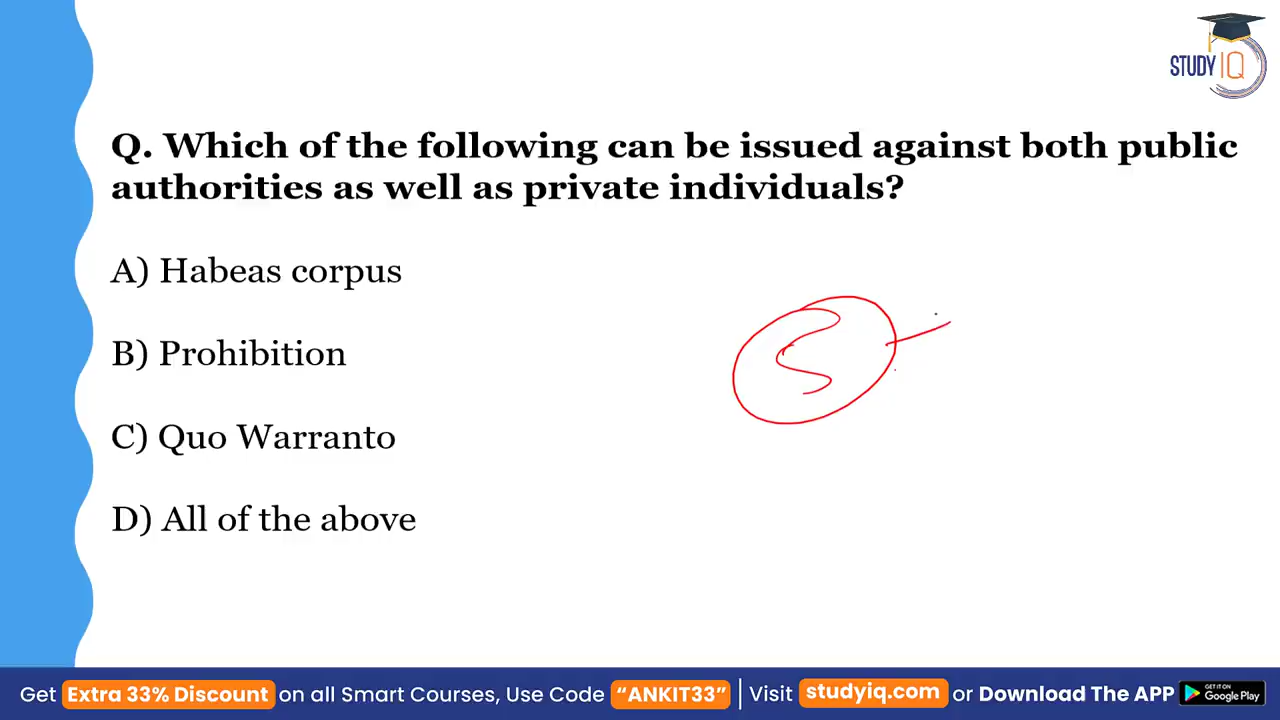 STUDY IQ
Q. Which of the following can be issued against both public
authorities as well as private individuals?
A) Habeas corpus
B) Prohibition
C) Quo Warranto
D) All of the above
5
Get Extra 33% Discount on all Smart Courses, Use Code “ANKIT33” Visit studyiq.com or Download The APP GET IT ON Google Play